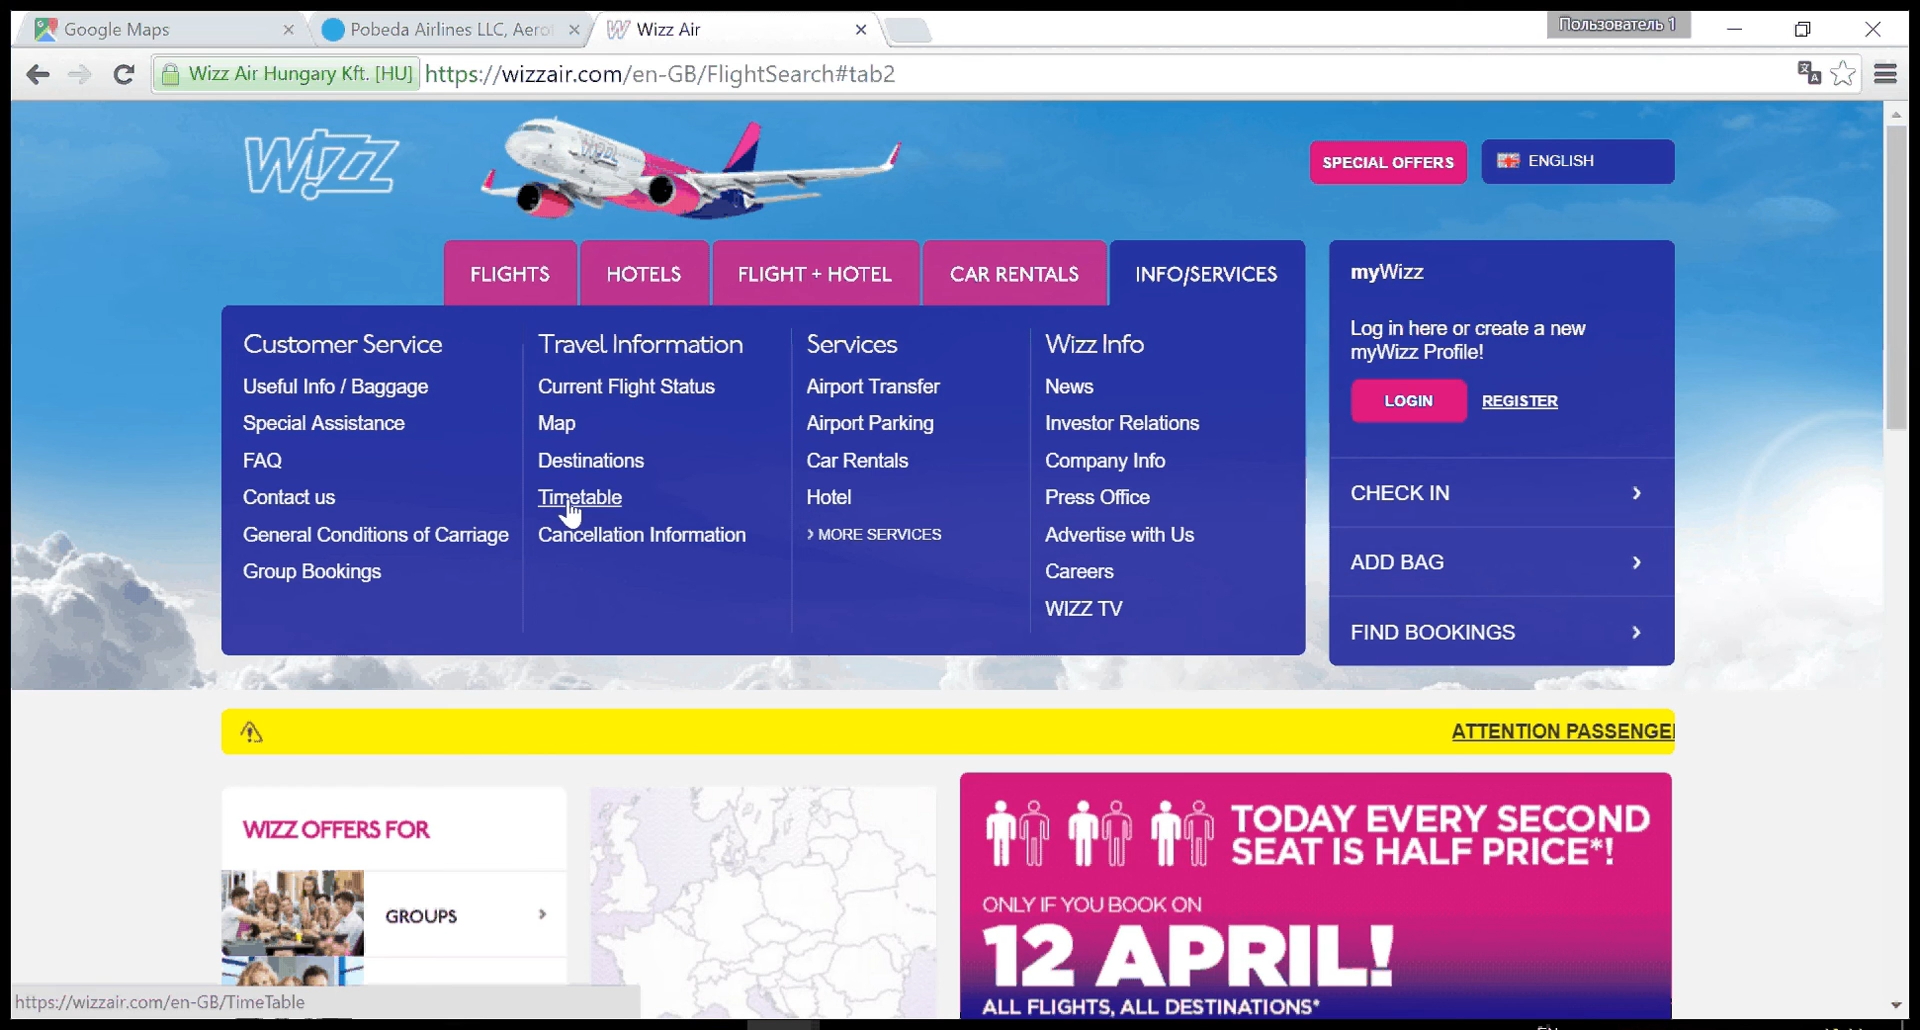 Google Maps
Pobeda Airlines LLC, Aerof
Wizz Air
Пользователь 1
Wizz Air Hungary Kft. [HU]
https://wizzair.com/en-GB/FlightSearch#tab2
WIZZ
SPECIAL OFFERS
ENGLISH
FLIGHTS
HOTELS
FLIGHT + HOTEL
CAR RENTALS
INFO/SERVICES
Customer Service
Useful Info / Baggage
Special Assistance
FAQ
Contact us
General Conditions of Carriage
Group Bookings
Travel Information
Current Flight Status
Map
Destinations
Timetable
Cancellation Information
Services
Airport Transfer
Airport Parking
Car Rentals
Hotel
› MORE SERVICES
Wizz Info
News
Investor Relations
Company Info
Press Office
Advertise with Us
Careers
WIZZ TV
myWizz
Log in here or create a new
myWizz Profile!
LOGIN
REGISTER
CHECK IN
ADD BAG
FIND BOOKINGS
ATTENTION PASSENGE
WIZZ OFFERS FOR
GROUPS
TODAY EVERY SECOND
SEAT IS HALF PRICE*!
ONLY IF YOU BOOK ON
12 APRIL!
ALL FLIGHTS, ALL DESTINATIONS*
https://wizzair.com/en-GB/TimeTable